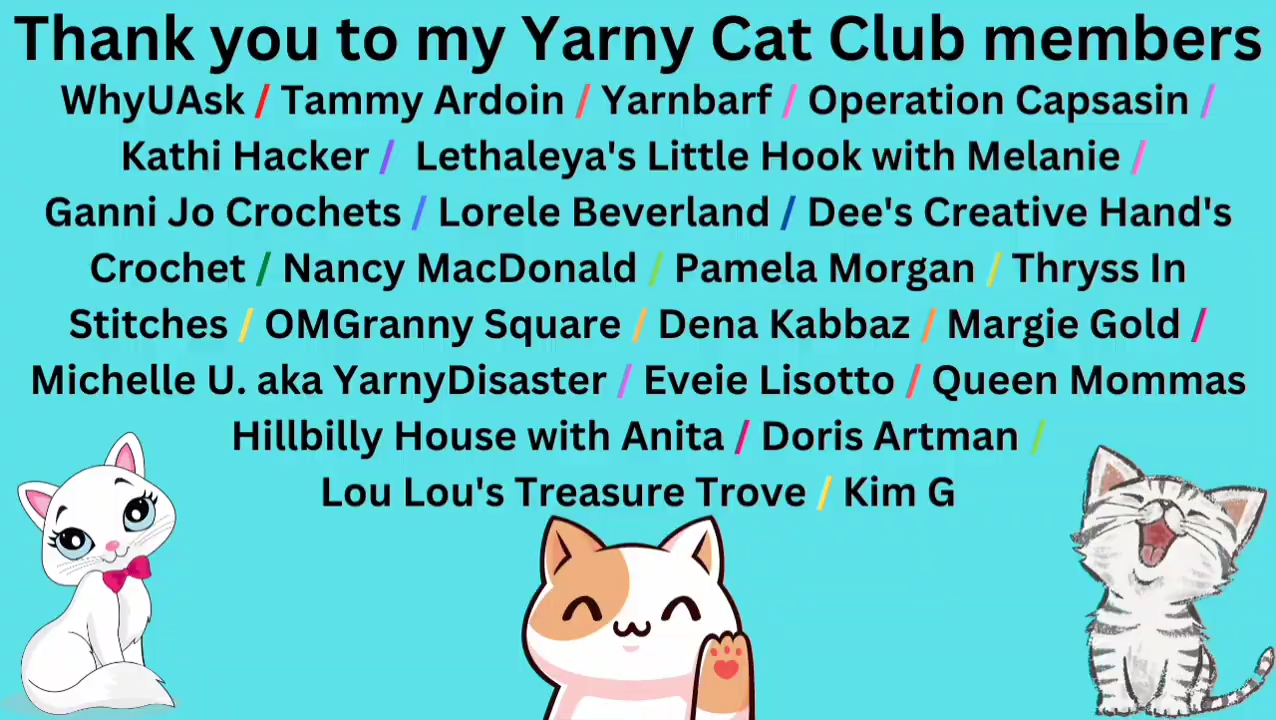 Thank you to my Yarny Cat Club members
WhyUAsk / Tammy Ardoin / Yarnbarf / Operation Capsasin /
Kathi Hacker / Lethaleya's Little Hook with Melanie /
Ganni Jo Crochets / Lorele Beverland / Dee's Creative Hand's
Crochet / Nancy MacDonald / Pamela Morgan / Thryss In
Stitches / OMGranny Square / Dena Kabbaz / Margie Gold /
Michelle U. aka YarnyDisaster / Eveie Lisotto / Queen Mommas
Hillbilly House with Anita / Doris Artman /
Lou Lou's Treasure Trove / Kim G